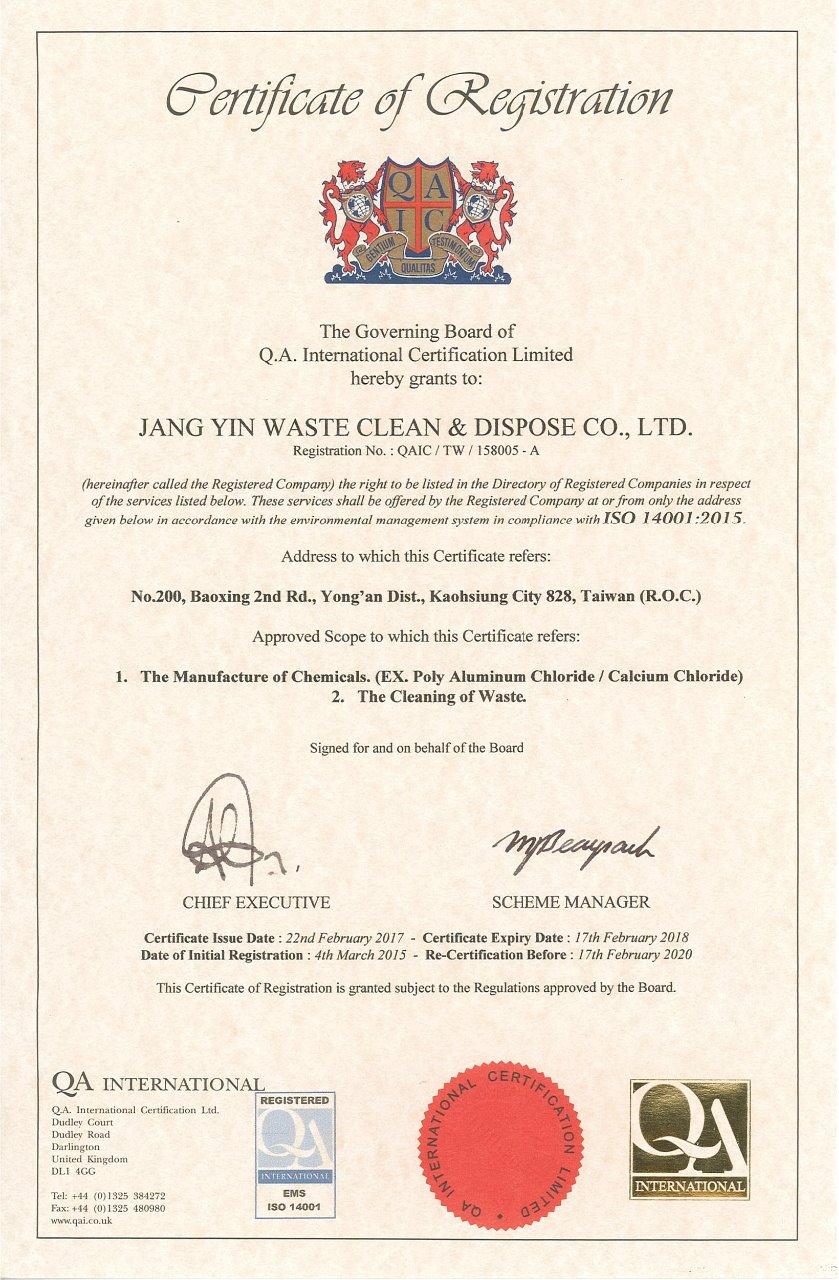 Certificate of Registration
Q A
I C
GENTIUM QUALITAS TESTIMONIUM
The Governing Board of
Q.A. International Certification Limited
hereby grants to:
JANG YIN WASTE CLEAN & DISPOSE CO., LTD.
Registration No. : QAIC / TW / 158005 - A
(hereinafter called the Registered Company) the right to be listed in the Directory of Registered Companies in respect
of the services listed below. These services shall be offered by the Registered Company at or from only the address
given below in accordance with the environmental management system in compliance with ISO 14001:2015.
Address to which this Certificate refers:
No.200, Baoxing 2nd Rd., Yong'an Dist., Kaohsiung City 828, Taiwan (R.O.C.)
Approved Scope to which this Certificate refers:
1. The Manufacture of Chemicals. (EX. Poly Aluminum Chloride / Calcium Chloride)
2. The Cleaning of Waste.
Signed for and on behalf of the Board
CHIEF EXECUTIVE
SCHEME MANAGER
Certificate Issue Date : 22nd February 2017 - Certificate Expiry Date : 17th February 2018
Date of Initial Registration : 4th March 2015 - Re-Certification Before : 17th February 2020
This Certificate of Registration is granted subject to the Regulations approved by the Board.
QA INTERNATIONAL
Q.A. International Certification Ltd.
Dudley Court
Dudley Road
Darlington
United Kingdom
DL1 4GG
Tel: +44 (0)1325 384272
Fax: +44 (0)1325 480980
www.qai.co.uk
REGISTERED
QA
INTERNATIONAL
EMS
ISO 14001
QA INTERNATIONAL CERTIFICATION LIMITED
QA
INTERNATIONAL